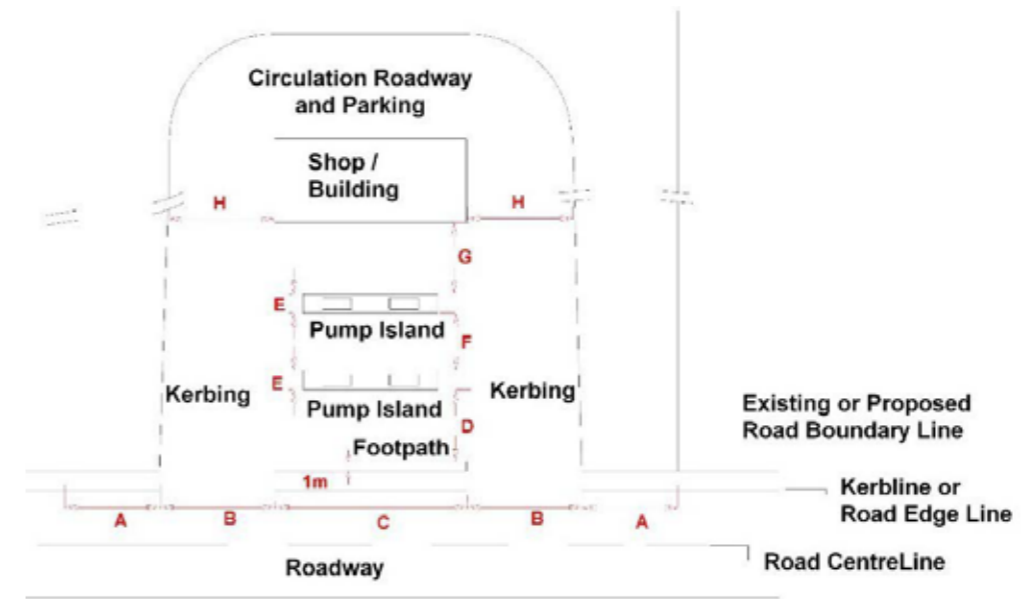 Circulation Roadway
and Parking
Shop /
Building
H
H
G
E
Pump Island
F
E
Kerbing
Kerbing
Pump Island
D
Existing or Proposed
Road Boundary Line
Footpath
1m
Kerbline or
Road Edge Line
A
B
C
B
A
Road CentreLine
Roadway